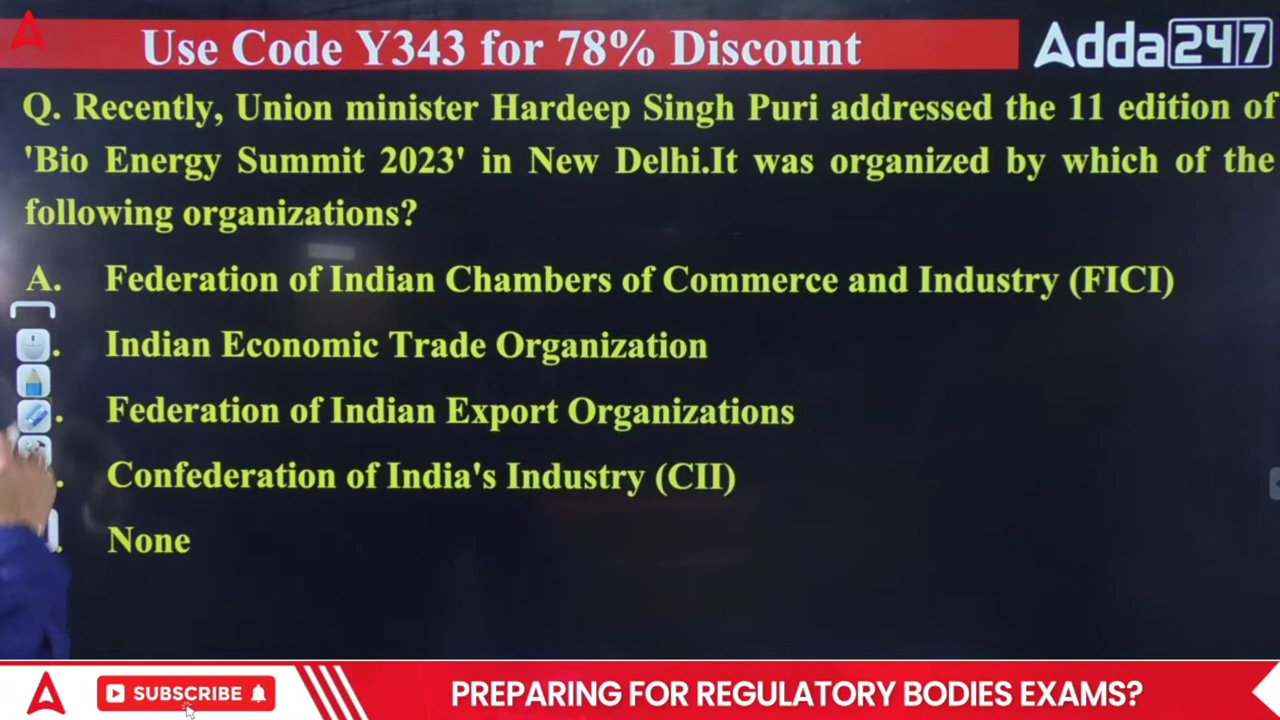 Use Code Y343 for 78% Discount
Adda 247
Q. Recently, Union minister Hardeep Singh Puri addressed the 11 edition of
'Bio Energy Summit 2023' in New Delhi.It was organized by which of the
following organizations?
A. Federation of Indian Chambers of Commerce and Industry (FICI)
. Indian Economic Trade Organization
. Federation of Indian Export Organizations
. Confederation of India's Industry (CII)
. None
SUBSCRIBE
PREPARING FOR REGULATORY BODIES EXAMS?